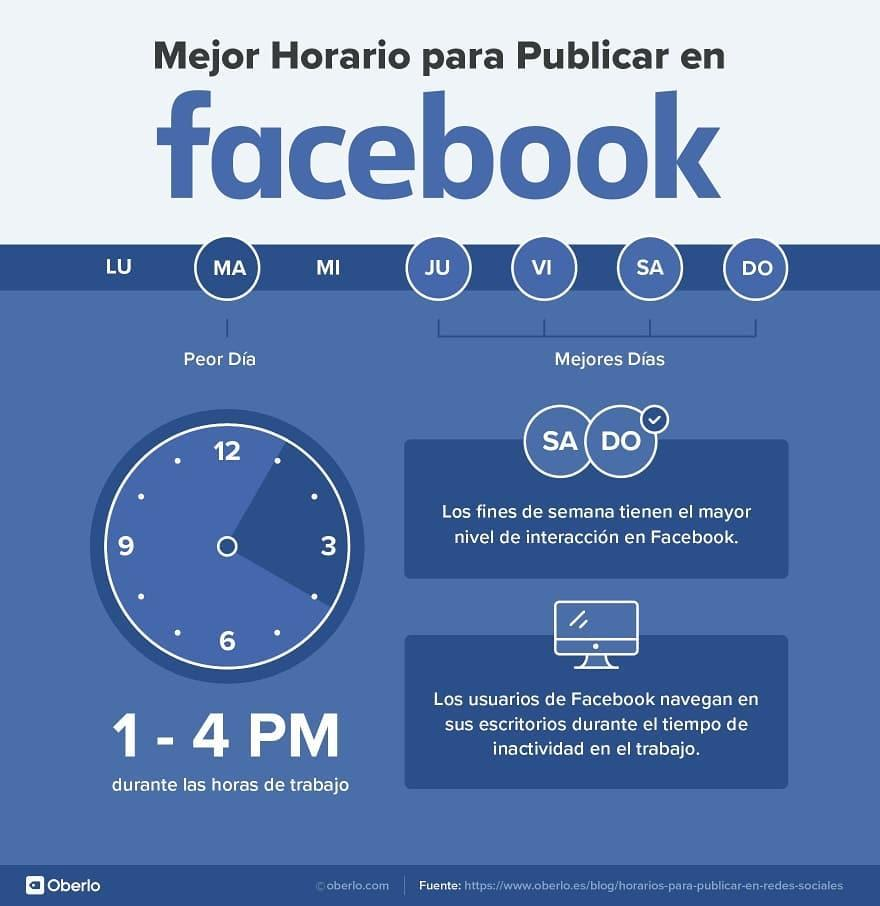 Mejor Horario para Publicar en
facebook
LU MA MI JU VI SA DO
Peor Día
Mejores Días
12
3
6
9
1 - 4 PM
durante las horas de trabajo
SA DO
Los fines de semana tienen el mayor
nivel de interacción en Facebook.
Los usuarios de Facebook navegan en
sus escritorios durante el tiempo de
inactividad en el trabajo.
Oberlo
©oberlo.com
Fuente: https://www.oberlo.es/blog/horarios-para-publicar-en-redes-sociales